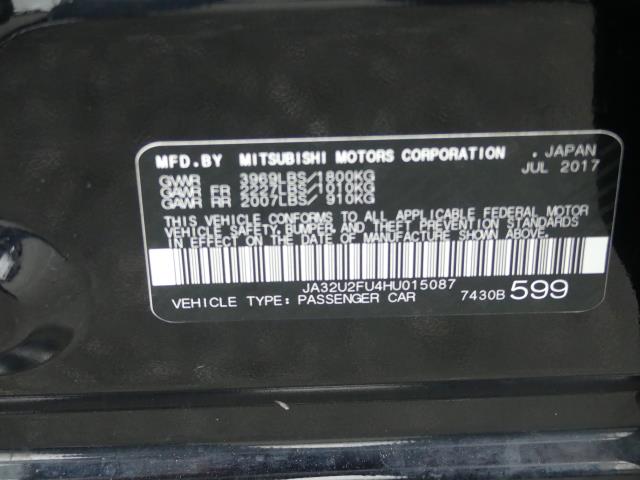 MFD.BY MITSUBISHI MOTORS CORPORATION . JAPAN
JUL 2017
GVWR 3969LBS/1800KG
GAWR FR 2227LBS/1010KG
GAWR RR 2007LBS/ 910KG
THIS VEHICLE CONFORMS TO ALL APPLICABLE FEDERAL MOTOR
VEHICLE SAFETY, BUMPER, AND THEFT PREVENTION STANDARDS
IN EFFECT ON THE DATE OF MANUFACTURE SHOWN ABOVE.
JA32U2FU4HU015087
VEHICLE TYPE: PASSENGER CAR 7430B 599